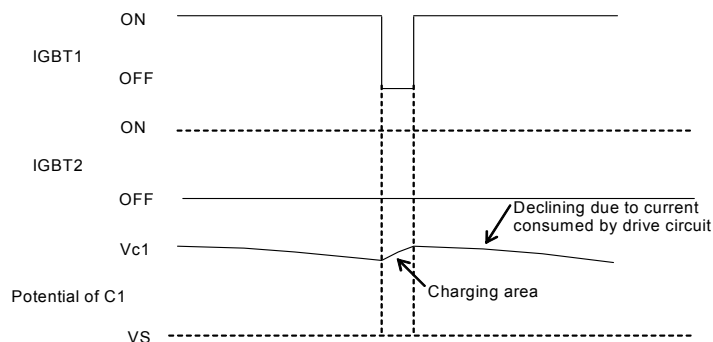 ON
IGBT1
OFF
ON
IGBT2
OFF
Declining due to current
consumed by drive circuit
Vc1
Charging area
Potential of C1
VS